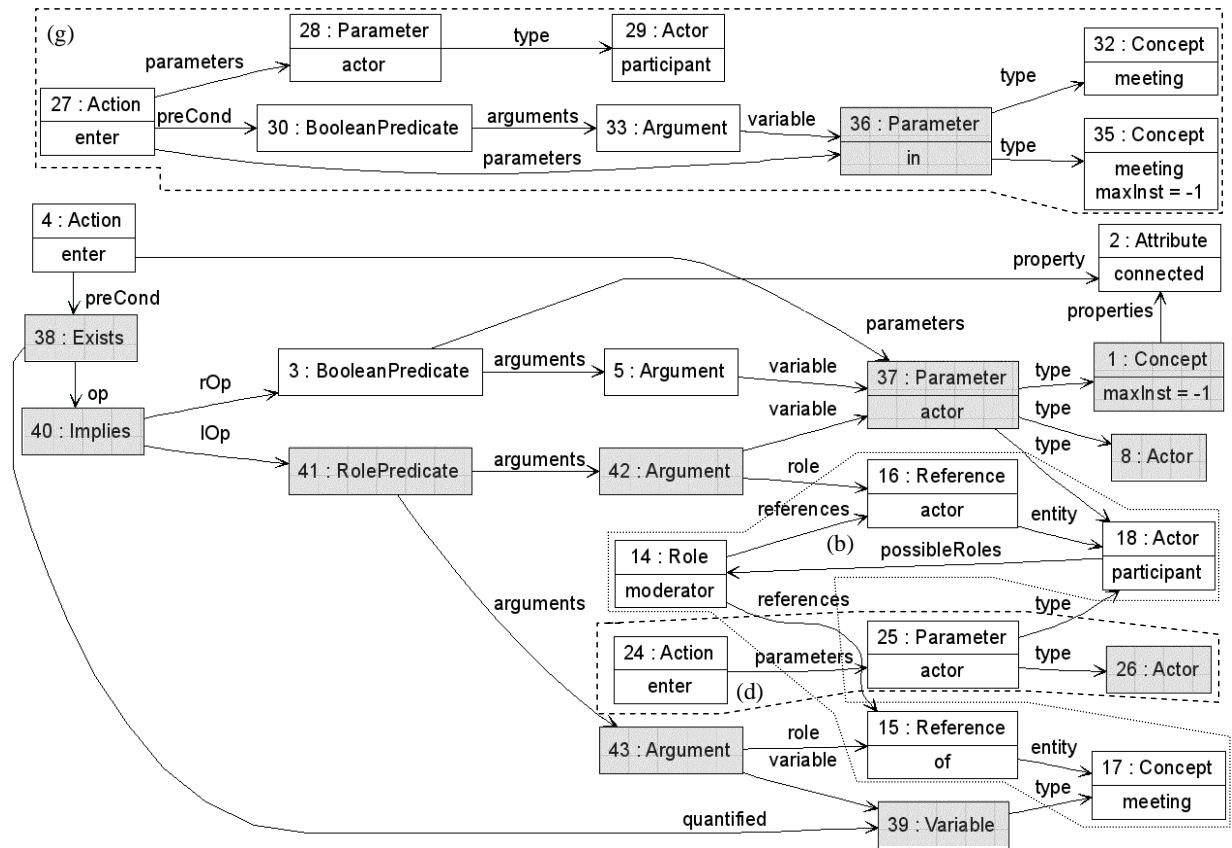 (g)
28 : Parameter
actor
type
29 : Actor
participant
32 : Concept
meeting
parameters
type
27 : Action
enter
preCond
30 : BooleanPredicate
arguments
33 : Argument
variable
36 : Parameter
in
35 : Concept
meeting
maxInst = -1
type
parameters
4 : Action
enter
2 : Attribute
connected
property
preCond
properties
38 : Exists
parameters
op
rOp
3 : BooleanPredicate
arguments
5 : Argument
variable
37 : Parameter
actor
type
1 : Concept
maxInst = -1
40 : Implies
lOp
variable
type
8 : Actor
type
41 : RolePredicate
arguments
42 : Argument
role
16 : Reference
actor
references
entity
(b)
18 : Actor
participant
14 : Role
moderator
possibleRoles
arguments
references
type
24 : Action
enter
parameters
25 : Parameter
actor
type
26 : Actor
(d)
43 : Argument
role
variable
15 : Reference
of
entity
type
17 : Concept
meeting
quantified
39 : Variable